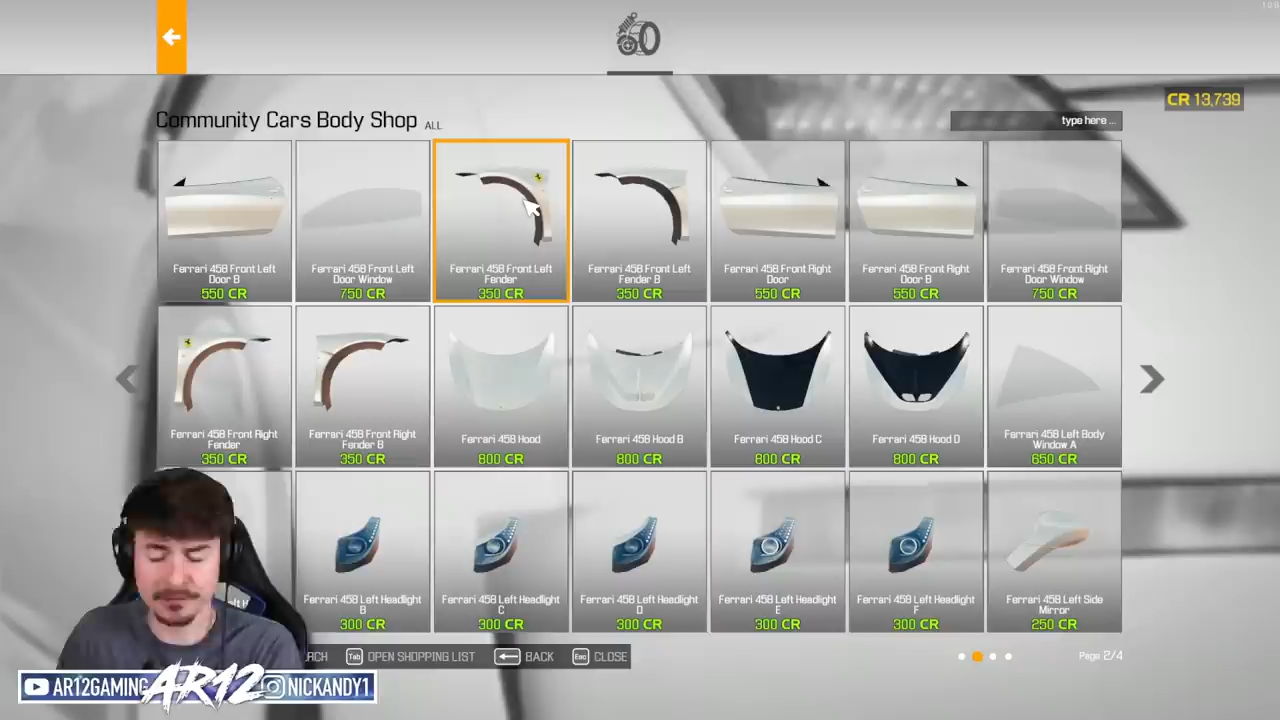 CR 13,739
Community Cars Body Shop ALL
type here ...
Ferrari 458 Front Left
Door B
550 CR
Ferrari 458 Front Left
Door Window
750 CR
Ferrari 458 Front Left
Fender
350 CR
Ferrari 458 Front Left
Fender B
350 CR
Ferrari 458 Front Right
Door
550 CR
Ferrari 458 Front Right
Door B
550 CR
Ferrari 458 Front Right
Door Window
750 CR
Ferrari 458 Front Right
Fender
350 CR
Ferrari 458 Front Right
Fender B
350 CR
Ferrari 458 Hood
800 CR
Ferrari 458 Hood B
800 CR
Ferrari 458 Hood C
800 CR
Ferrari 458 Hood D
800 CR
Ferrari 458 Left Body
Window A
650 CR
Ferrari 458 Left Headlight
B
300 CR
Ferrari 458 Left Headlight
C
300 CR
Ferrari 458 Left Headlight
D
300 CR
Ferrari 458 Left Headlight
E
300 CR
Ferrari 458 Left Headlight
F
300 CR
Ferrari 458 Left Side
Mirror
250 CR
Tab OPEN SHOPPING LIST BACK Esc CLOSE
Page 2/4
AR12GAMING AR12 NICKANDY1